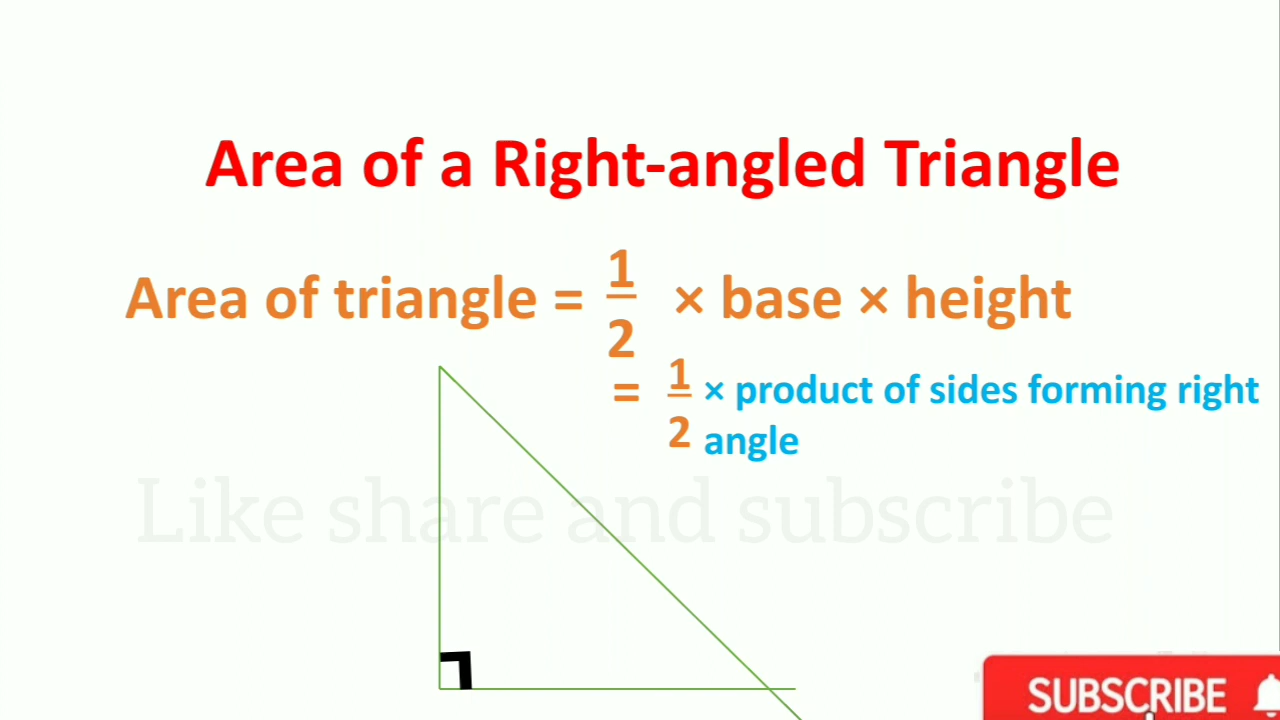 Area of a Right-angled Triangle
Area of triangle = 1/2 × base × height
= 1/2 × product of sides forming right
angle
Like share and subscribe
SUBSCRIBE